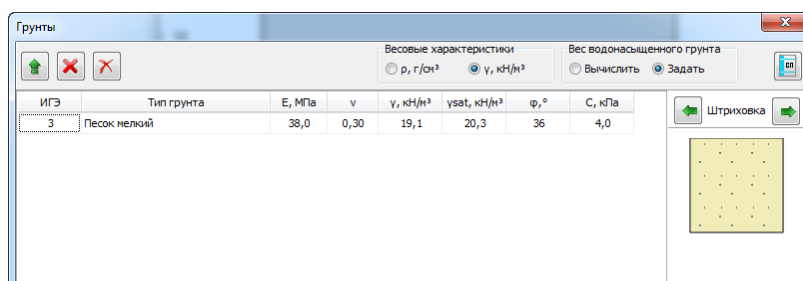 Грунты
Весовые характеристики
Вес водонасыщенного грунта
ρ, г/см³ γ, кН/м³ Вычислить Задать
СП
ИГЭ Тип грунта E, МПа ν γ, кН/м³ γsat, кН/м³ φ,° C, кПа
Штриховка
3 Песок мелкий 38,0 0,30 19,1 20,3 36 4,0